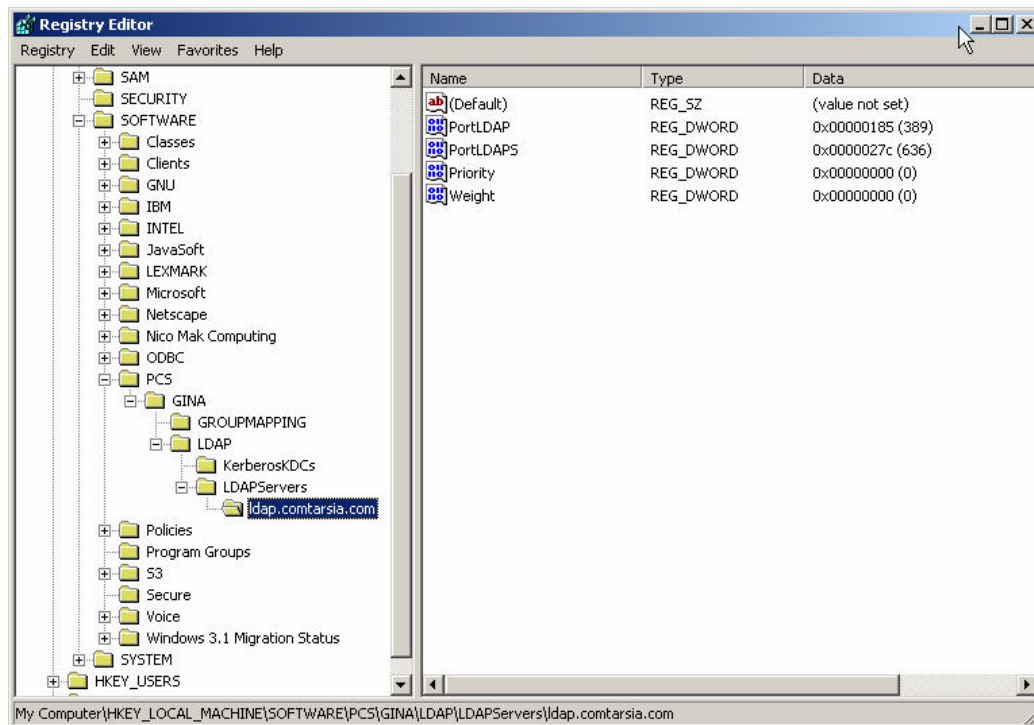 Registry Editor
Registry Edit View Favorites Help
SAM
SECURITY
SOFTWARE
Classes
Clients
GNU
IBM
INTEL
JavaSoft
LEXMARK
Microsoft
Netscape
Nico Mak Computing
ODBC
PCS
GINA
GROUPMAPPING
LDAP
KerberosKDCs
LDAPServers
ldap.comtarsia.com
Policies
Program Groups
S3
Secure
Voice
Windows 3.1 Migration Status
SYSTEM
HKEY_USERS
Name Type Data
(Default) REG_SZ (value not set)
PortLDAP REG_DWORD 0x00000185 (389)
PortLDAPS REG_DWORD 0x0000027c (636)
Priority REG_DWORD 0x00000000 (0)
Weight REG_DWORD 0x00000000 (0)
My Computer\HKEY_LOCAL_MACHINE\SOFTWARE\PCS\GINA\LDAP\LDAPServers\ldap.comtarsia.com